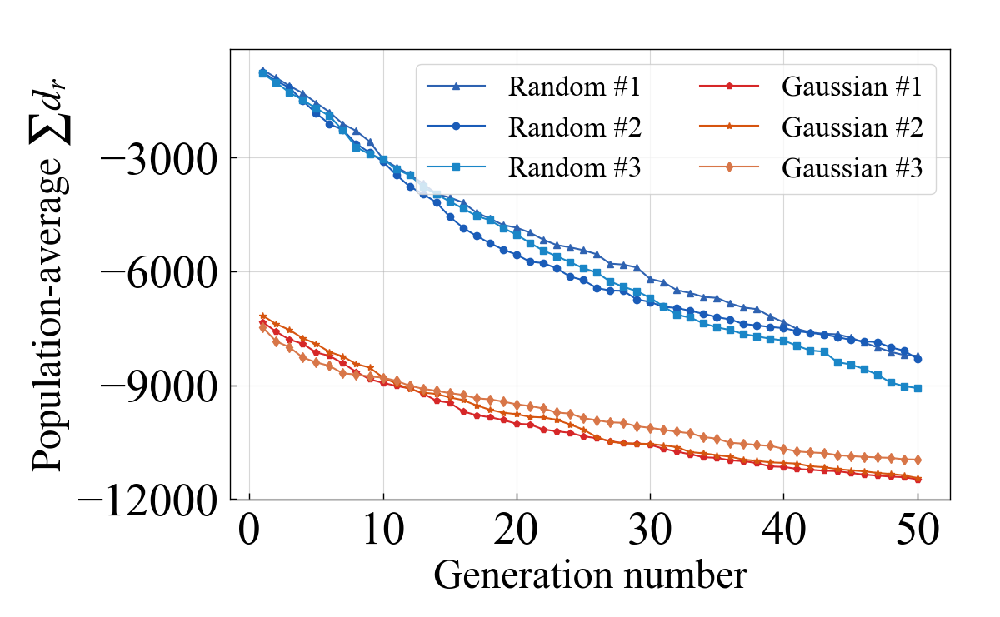 Population-average ∑dᵣ
−3000
−6000
−9000
−12000
0 10 20 30 40 50
Generation number
Random #1
Random #2
Random #3
Gaussian #1
Gaussian #2
Gaussian #3